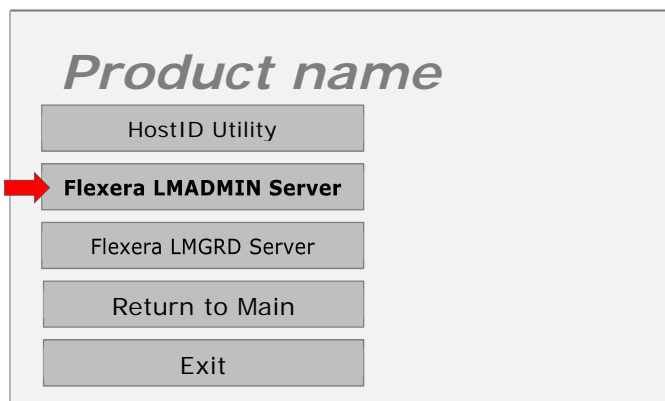 Product name
HostID Utility
Flexera LMADMIN Server
Flexera LMGRD Server
Return to Main
Exit